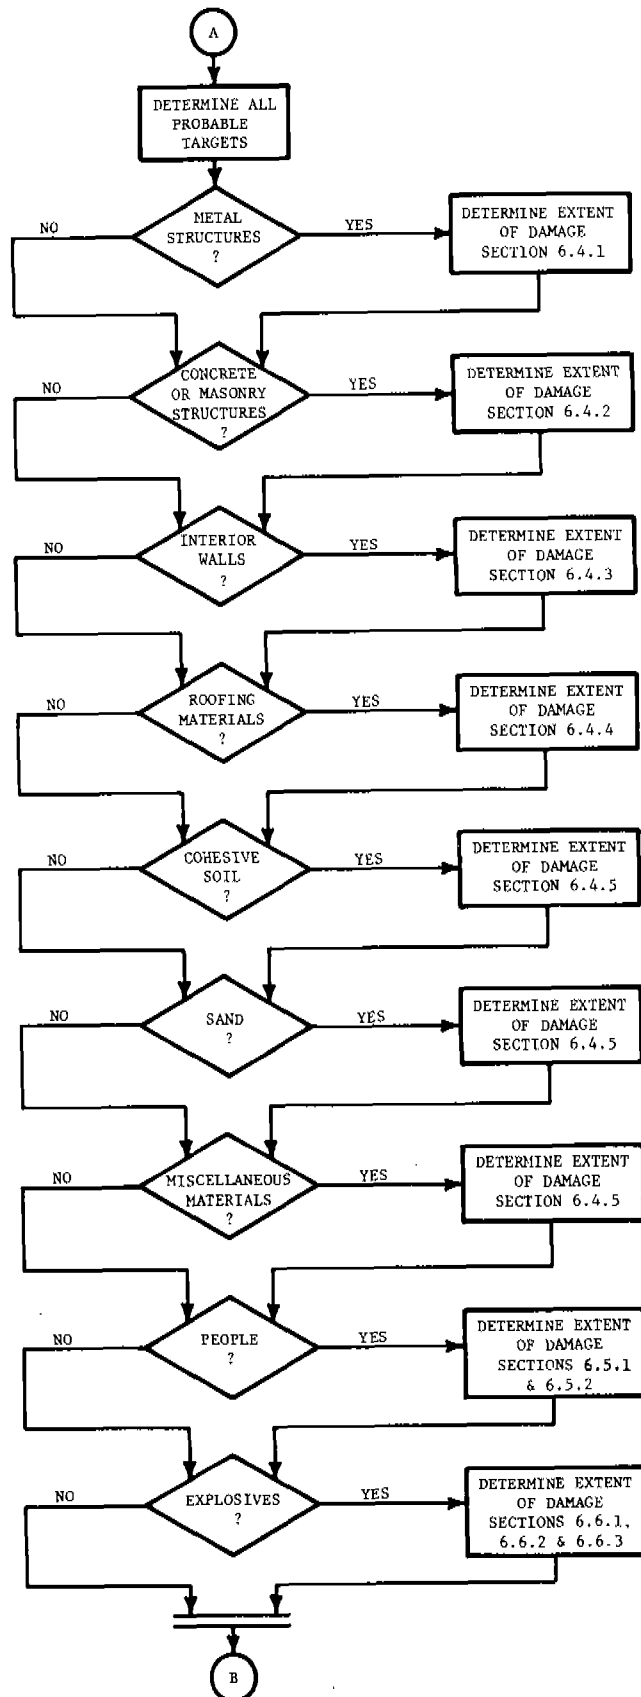 A
DETERMINE ALL
PROBABLE
TARGETS
METAL
STRUCTURES
?
NO
YES
DETERMINE EXTENT
OF DAMAGE
SECTION 6.4.1
CONCRETE
OR MASONRY
STRUCTURES
?
NO
YES
DETERMINE EXTENT
OF DAMAGE
SECTION 6.4.2
INTERIOR
WALLS
?
NO
YES
DETERMINE EXTENT
OF DAMAGE
SECTION 6.4.3
ROOFING
MATERIALS
?
NO
YES
DETERMINE EXTENT
OF DAMAGE
SECTION 6.4.4
COHESIVE
SOIL
?
NO
YES
DETERMINE EXTENT
OF DAMAGE
SECTION 6.4.5
SAND
?
NO
YES
DETERMINE EXTENT
OF DAMAGE
SECTION 6.4.5
MISCELLANEOUS
MATERIALS
?
NO
YES
DETERMINE EXTENT
OF DAMAGE
SECTION 6.4.5
PEOPLE
?
NO
YES
DETERMINE EXTENT
OF DAMAGE
SECTIONS 6.5.1
& 6.5.2
EXPLOSIVES
?
NO
YES
DETERMINE EXTENT
OF DAMAGE
SECTIONS 6.6.1,
6.6.2 & 6.6.3
B